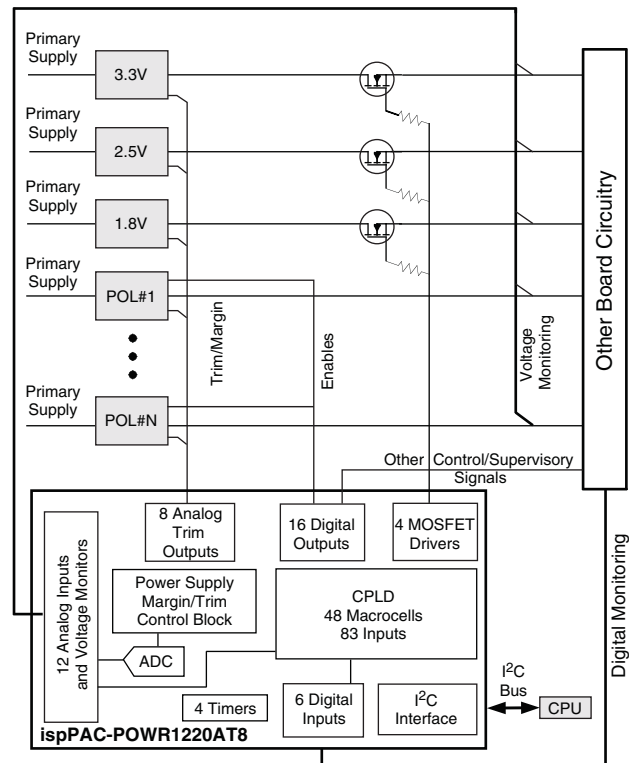 Primary
Supply
3.3V
Primary
Supply
2.5V
Primary
Supply
1.8V
Primary
Supply
POL#1
Primary
Supply
POL#N
Trim/Margin
Enables
Voltage
Monitoring
Other Board Circuitry
Other Control/Supervisory
Signals
8 Analog
Trim
Outputs
16 Digital
Outputs
4 MOSFET
Drivers
12 Analog Inputs
and Voltage Monitors
Power Supply
Margin/Trim
Control Block
ADC
CPLD
48 Macrocells
83 Inputs
4 Timers
6 Digital
Inputs
I²C
Interface
ispPAC-POWR1220AT8
I²C
Bus
CPU
Digital Monitoring